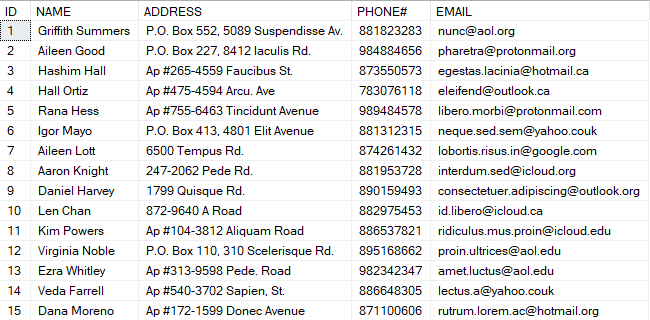 ID NAME ADDRESS PHONE# EMAIL
1 Griffith Summers P.O. Box 552, 5089 Suspendisse Av. 881823283 nunc@aol.org
2 Aileen Good P.O. Box 227, 8412 Iaculis Rd. 984884656 pharetra@protonmail.org
3 Hashim Hall Ap #265-4559 Faucibus St. 873550573 egestas.lacinia@hotmail.ca
4 Hall Ortiz Ap #475-4594 Arcu. Ave 783076118 eleifend@outlook.ca
5 Rana Hess Ap #755-6463 Tincidunt Avenue 989484578 libero.morbi@protonmail.com
6 Igor Mayo P.O. Box 413, 4801 Elit Avenue 881312315 neque.sed.sem@yahoo.couk
7 Aileen Lott 6500 Tempus Rd. 874261432 lobortis.risus.in@google.com
8 Aaron Knight 247-2062 Pede Rd. 881953728 interdum.sed@icloud.org
9 Daniel Harvey 1799 Quisque Rd. 890159493 consectetuer.adipiscing@outlook.org
10 Len Chan 872-9640 A Road 882975453 id.libero@icloud.ca
11 Kim Powers Ap #104-3812 Aliquam Road 886537821 ridiculus.mus.proin@icloud.edu
12 Virginia Noble P.O. Box 110, 310 Scelerisque Rd. 895168662 proin.ultrices@aol.edu
13 Ezra Whitley Ap #313-9598 Pede. Road 982342347 amet.luctus@aol.edu
14 Veda Farrell Ap #540-3702 Sapien, St. 886648305 lectus.a@yahoo.couk
15 Dana Moreno Ap #172-1599 Donec Avenue 871100606 rutrum.lorem.ac@hotmail.org